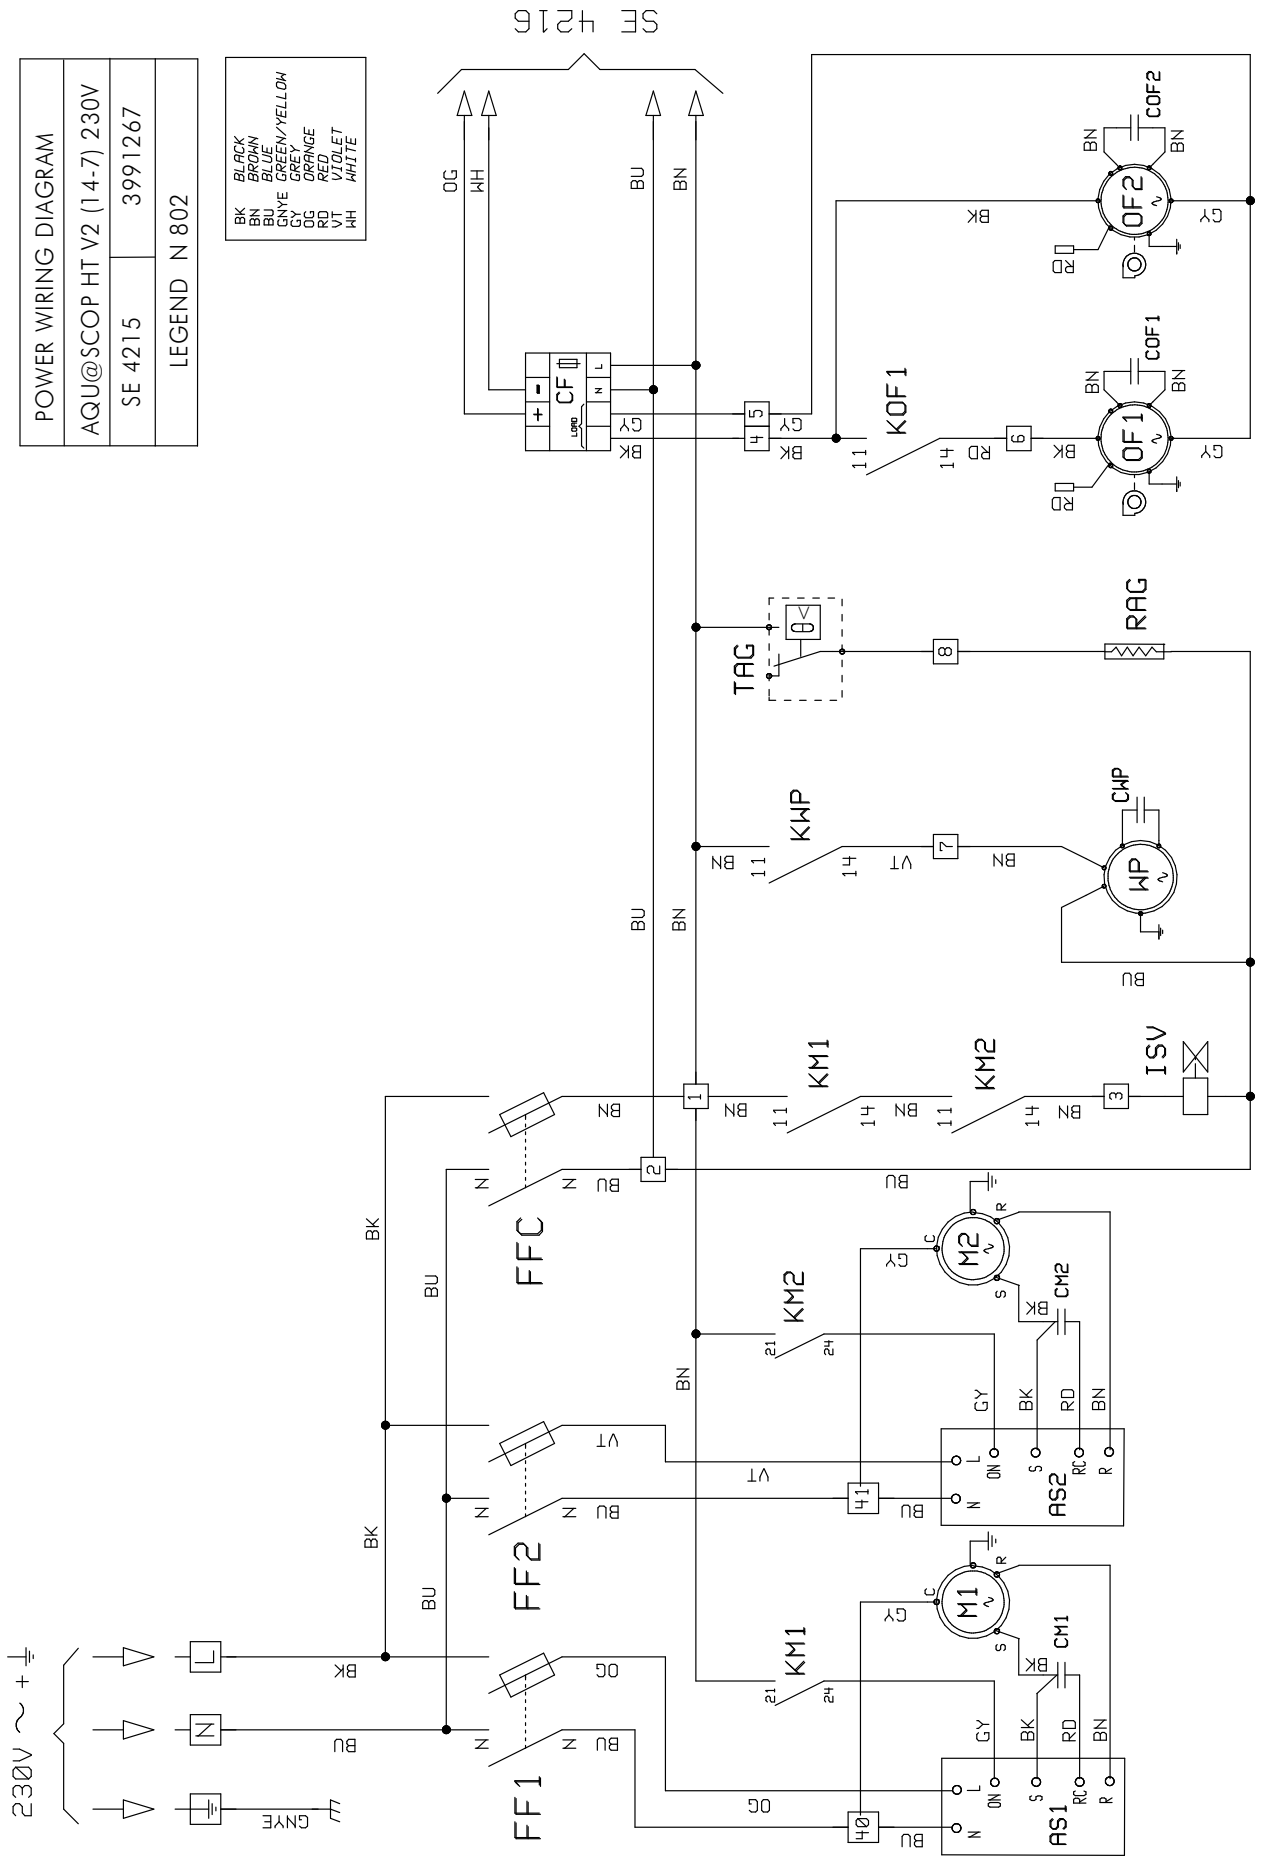 POWER WIRING DIAGRAM
AQU@SCOP HT V2 (14-7) 230V
SE 4215 3991267
LEGEND N 802
BK BLACK
BN BROWN
BU BLUE
GNYE GREEN/YELLOW
GY GREY
OG ORANGE
RD RED
VT VIOLET
WH WHITE
SE 4216
230V ~ +
L
N
BK
BU
GNYE
BK
BU
BK
BU
FF1
N
N
BU
OG
FF2
N
N
BU
VT
FFC
N
N
BU
BN
OG
WH
BU
BN
CF
+ -
LOAD
N L
BK
GY
4 5
BK
GY
BU
BN
BN
1
2
BU
OG
VT
40
BU
41
BU
KM1
21
24
GY
KM2
21
24
GY
AS1
N
L
ON
S
RC
R
GY
BK
RD
BN
BK
CM1
M1
~
C
S
R
AS2
N
L
ON
S
RC
R
GY
BK
RD
BN
BK
CM2
M2
~
C
S
R
BN
KM1
11
14
BN
KM2
11
14
BN
3
ISV
BN
KWP
11
14
VT
7
BN
WP
~
CWP
BU
TAG
θ<
8
RAG
KOF1
11
14
RD
6
BK
OF1
~
COF1
BN
BN
RD
GY
BK
OF2
~
COF2
BN
BN
RD
GY